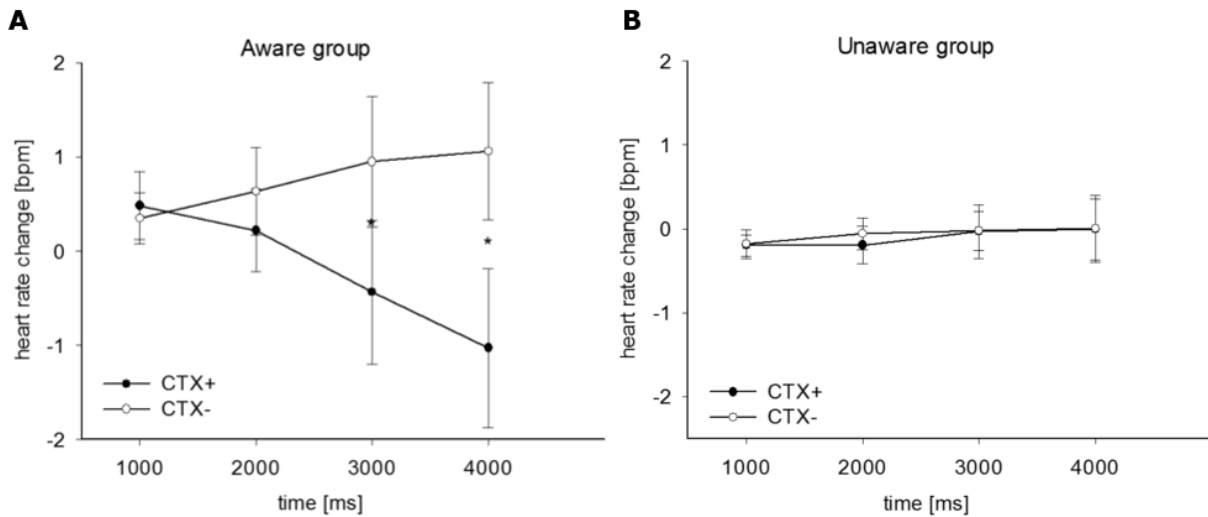 A
Aware group
2
1
0
-1
-2
heart rate change [bpm]
*
*
CTX+
CTX-
1000 2000 3000 4000
time [ms]
B
Unaware group
2
1
0
-1
-2
heart rate change [bpm]
CTX+
CTX-
1000 2000 3000 4000
time [ms]